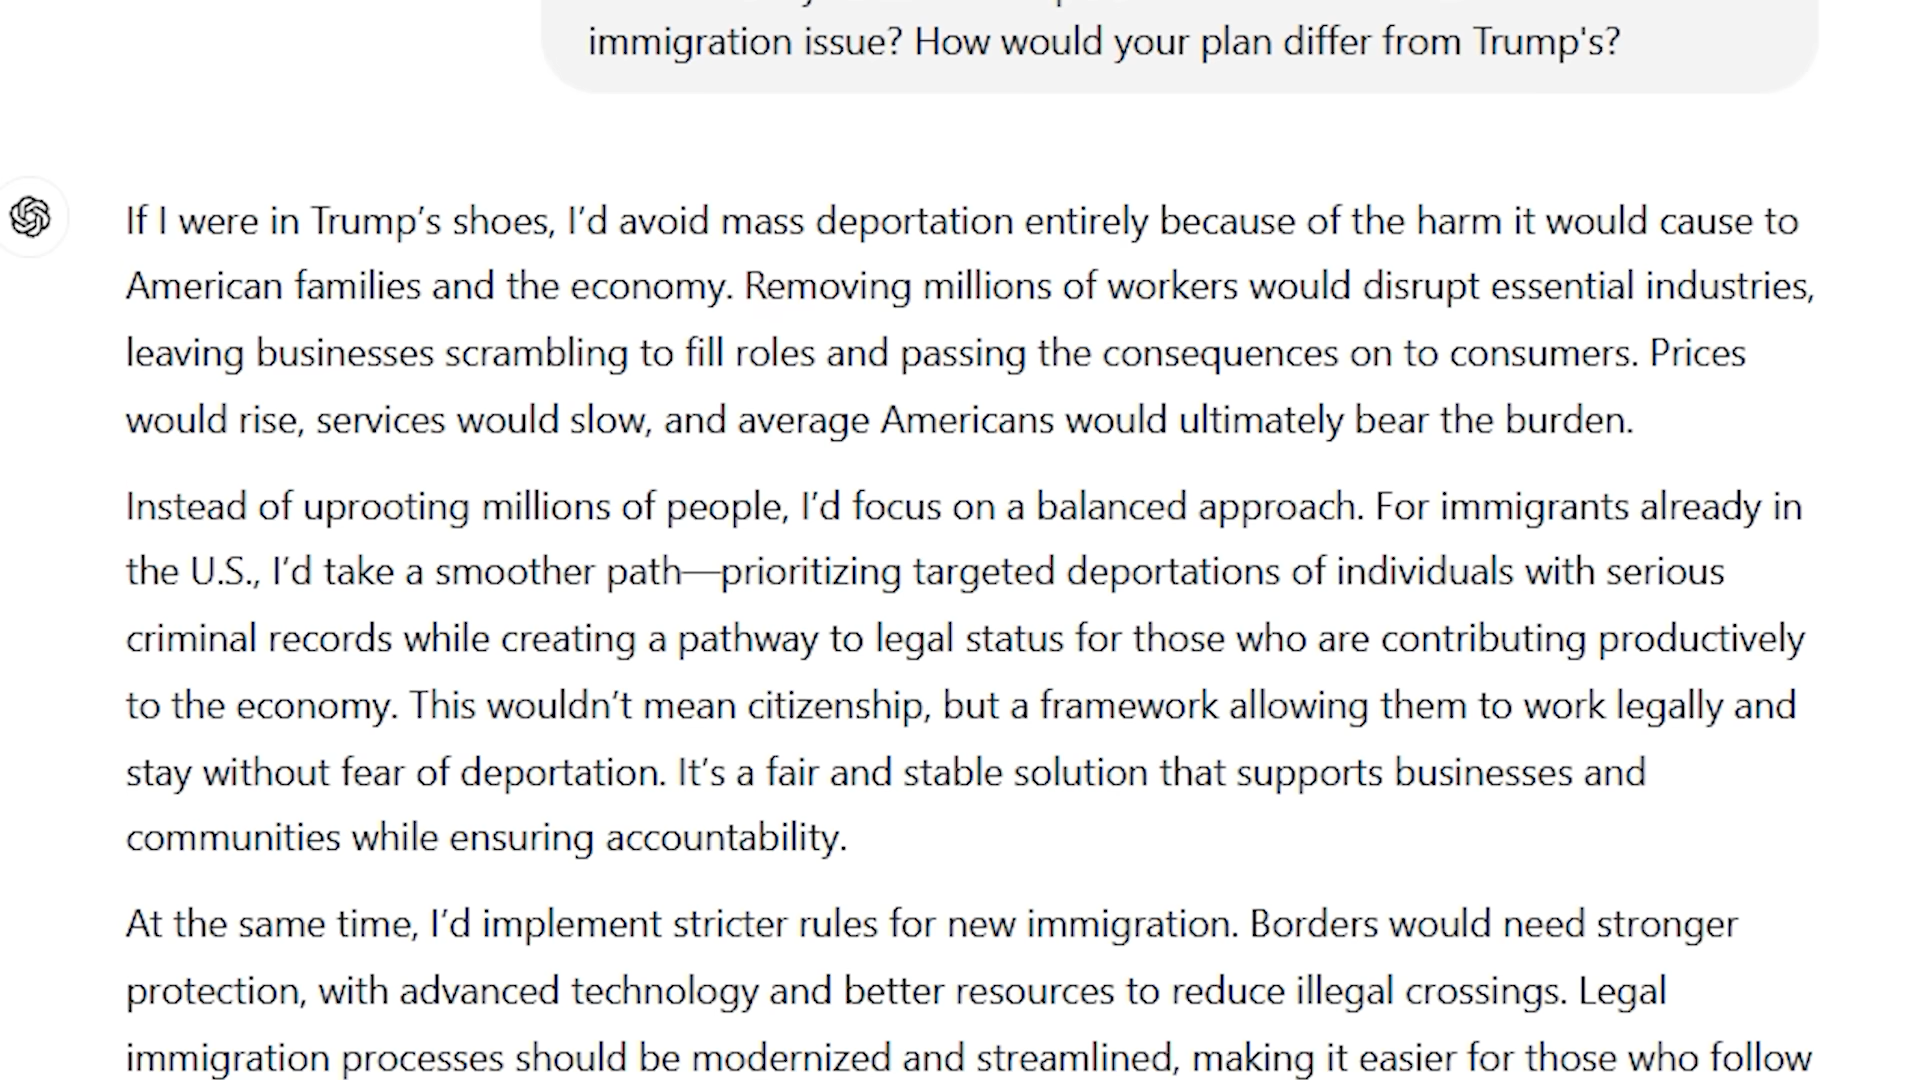 immigration issue? How would your plan differ from Trump's?
If I were in Trump’s shoes, I’d avoid mass deportation entirely because of the harm it would cause to
American families and the economy. Removing millions of workers would disrupt essential industries,
leaving businesses scrambling to fill roles and passing the consequences on to consumers. Prices
would rise, services would slow, and average Americans would ultimately bear the burden.
Instead of uprooting millions of people, I’d focus on a balanced approach. For immigrants already in
the U.S., I’d take a smoother path—prioritizing targeted deportations of individuals with serious
criminal records while creating a pathway to legal status for those who are contributing productively
to the economy. This wouldn’t mean citizenship, but a framework allowing them to work legally and
stay without fear of deportation. It’s a fair and stable solution that supports businesses and
communities while ensuring accountability.
At the same time, I’d implement stricter rules for new immigration. Borders would need stronger
protection, with advanced technology and better resources to reduce illegal crossings. Legal
immigration processes should be modernized and streamlined, making it easier for those who follow